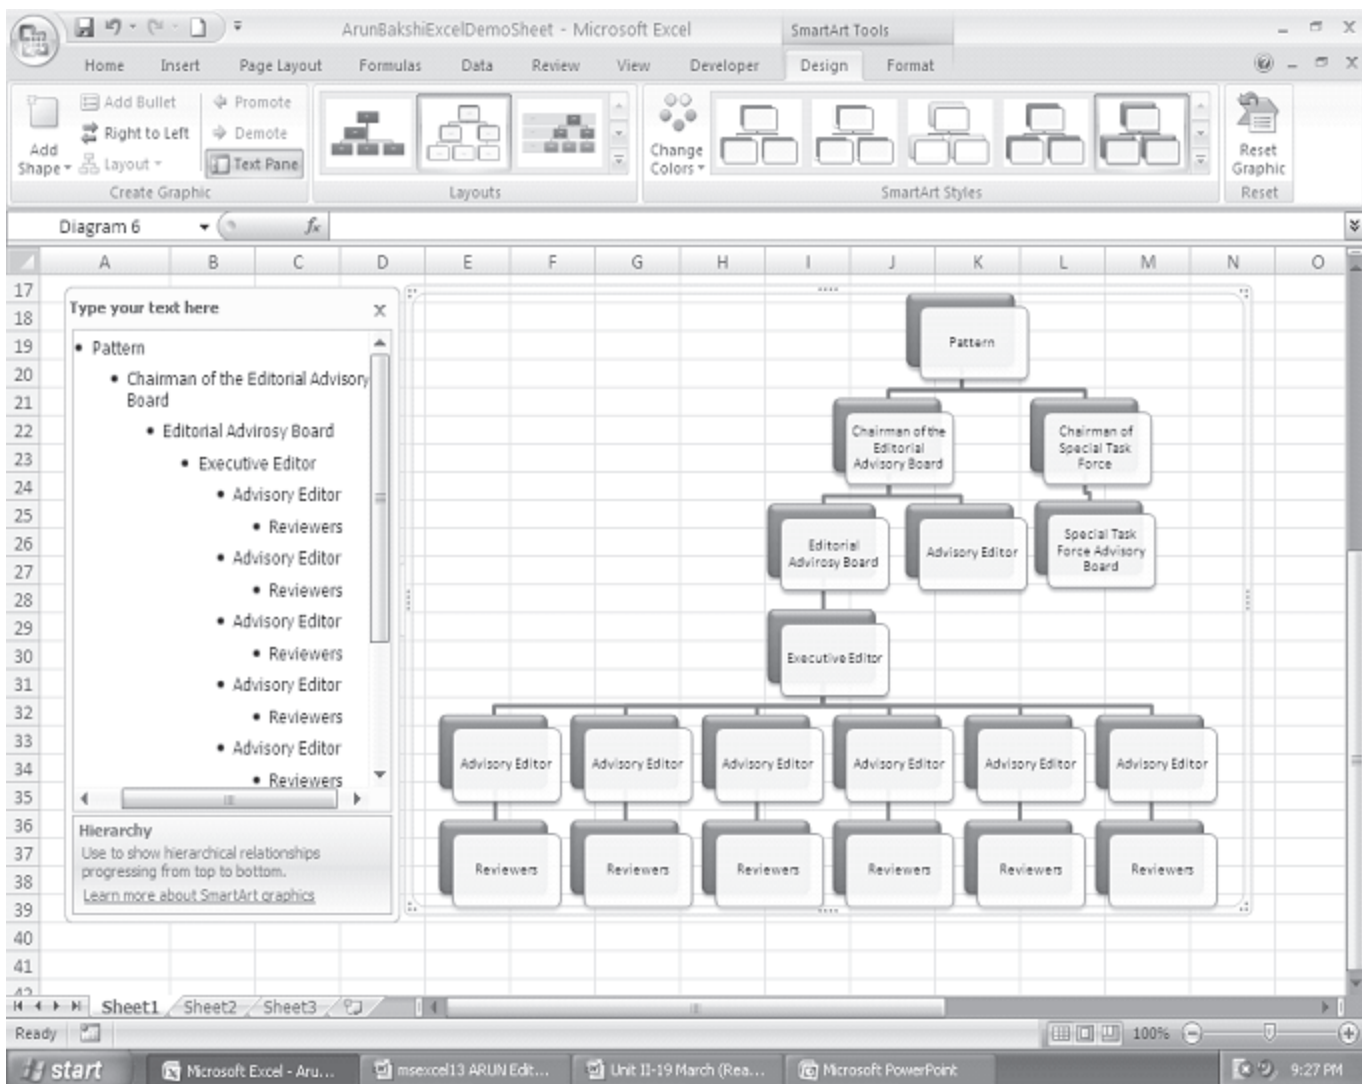 ArunBakshiExcelDemoSheet - Microsoft Excel
SmartArt Tools
Home Insert Page Layout Formulas Data Review View Developer Design Format
Add Shape
Add Bullet
Right to Left
Layout
Promote
Demote
Text Pane
Create Graphic
Layouts
Change
Colors
SmartArt Styles
Reset
Graphic
Reset
Diagram 6
fx
A B C D E F G H I J K L M N O
17
18
19
20
21
22
23
24
25
26
27
28
29
30
31
32
33
34
35
36
37
38
39
40
41
42
Type your text here X
• Pattern
• Chairman of the Editorial Advisory
Board
• Editorial Advirosy Board
• Executive Editor
• Advisory Editor
• Reviewers
• Advisory Editor
• Reviewers
• Advisory Editor
• Reviewers
• Advisory Editor
• Reviewers
• Advisory Editor
• Reviewers
Hierarchy
Use to show hierarchical relationships
progressing from top to bottom.
Learn more about SmartArt graphics
Pattern
Chairman of the
Editorial
Advisory Board
Chairman of
Special Task
Force
Editorial
Advirosy Board
Advisory Editor
Special Task
Force Advisory
Board
Executive Editor
Advisory Editor Advisory Editor Advisory Editor Advisory Editor Advisory Editor Advisory Editor
Reviewers Reviewers Reviewers Reviewers Reviewers Reviewers
Sheet1 Sheet2 Sheet3
Ready
100%
start
Microsoft Excel - Aru...
msexcel13 ARUN Edit...
Unit II-19 March (Rea...
Microsoft PowerPoint
9:27 PM